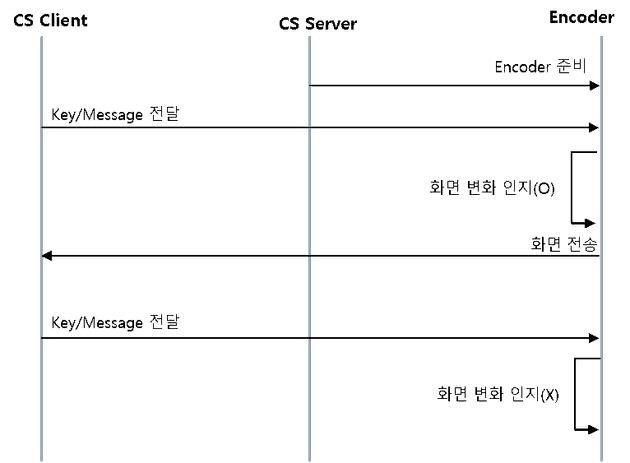 CS Client
CS Server
Encoder
Encoder 준비
Key/Message 전달
화면 변화 인지(O)
화면 전송
Key/Message 전달
화면 변화 인지(X)